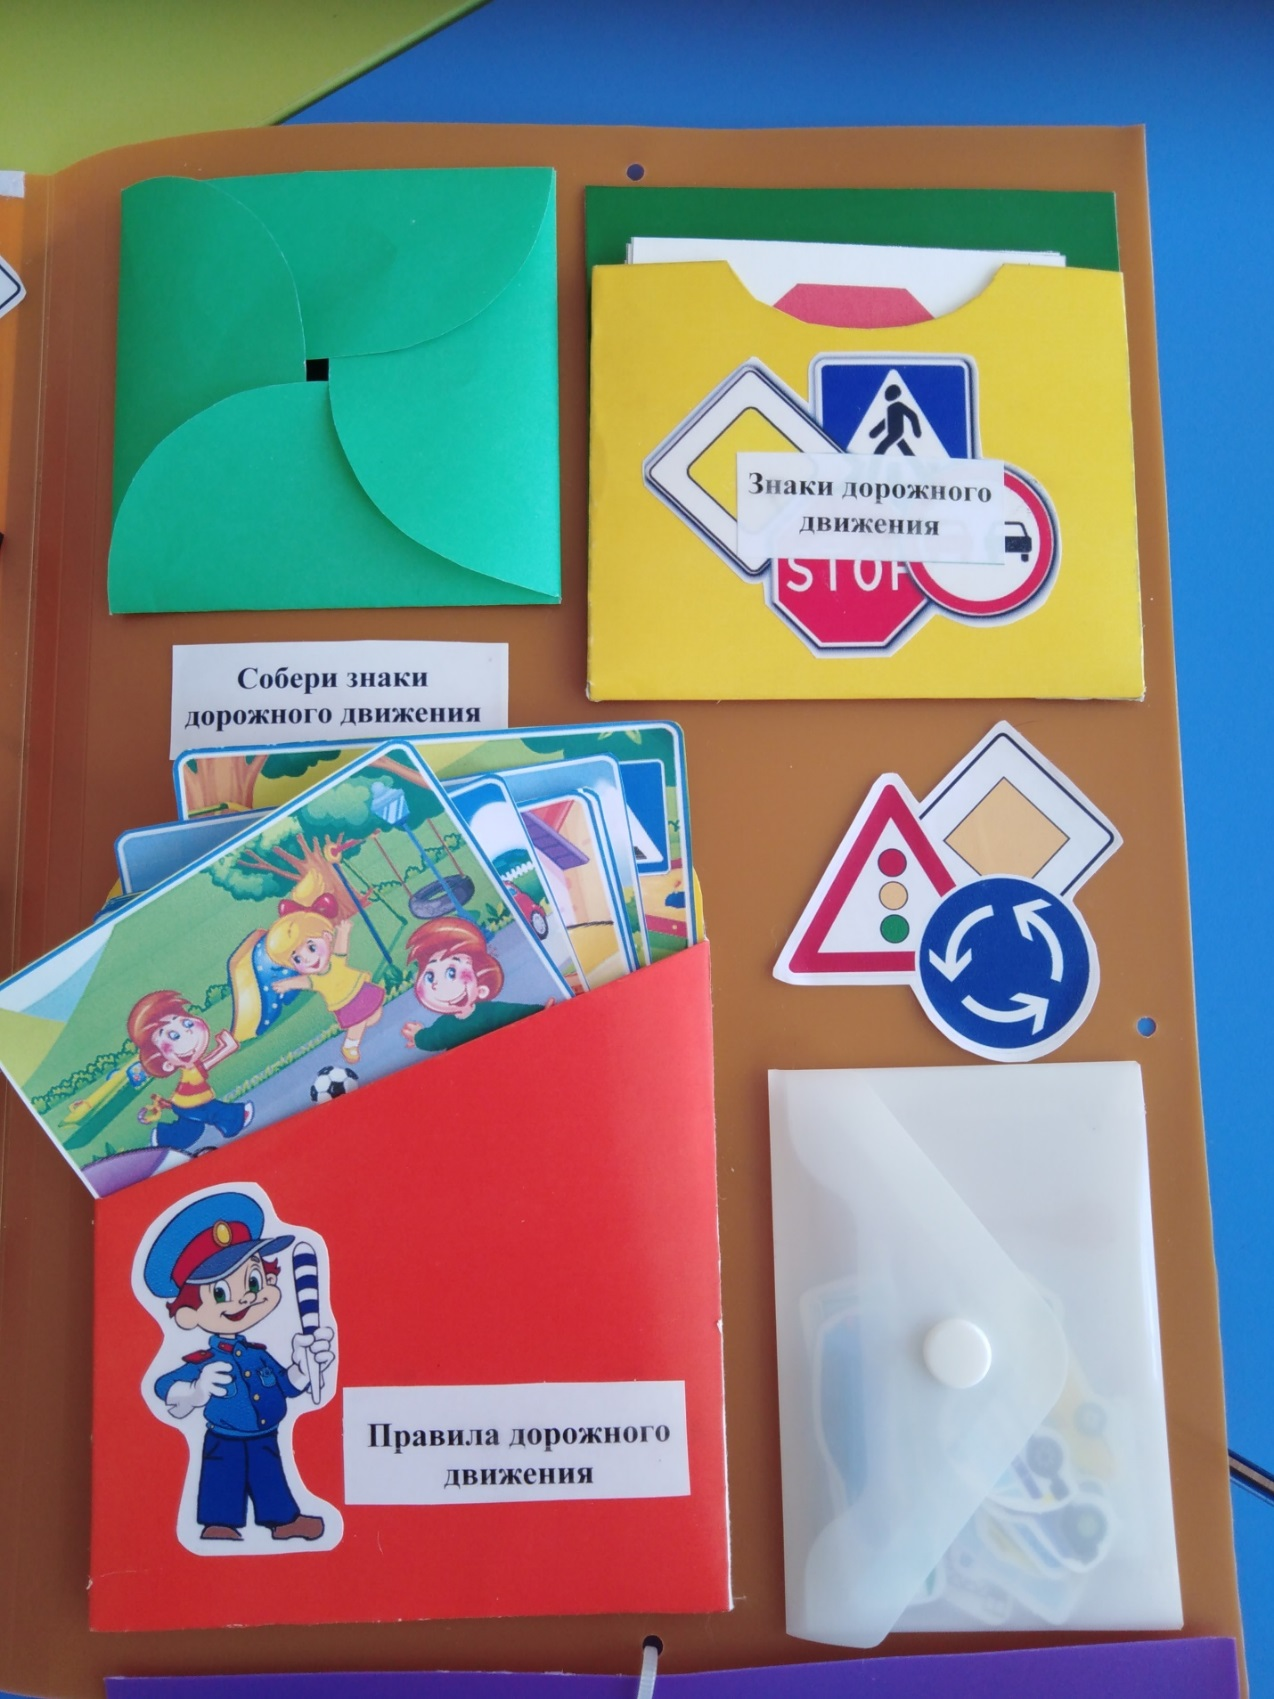 Знаки дорожного
движения
STOP
Собери знаки
дорожного движения
Правила дорожного
движения